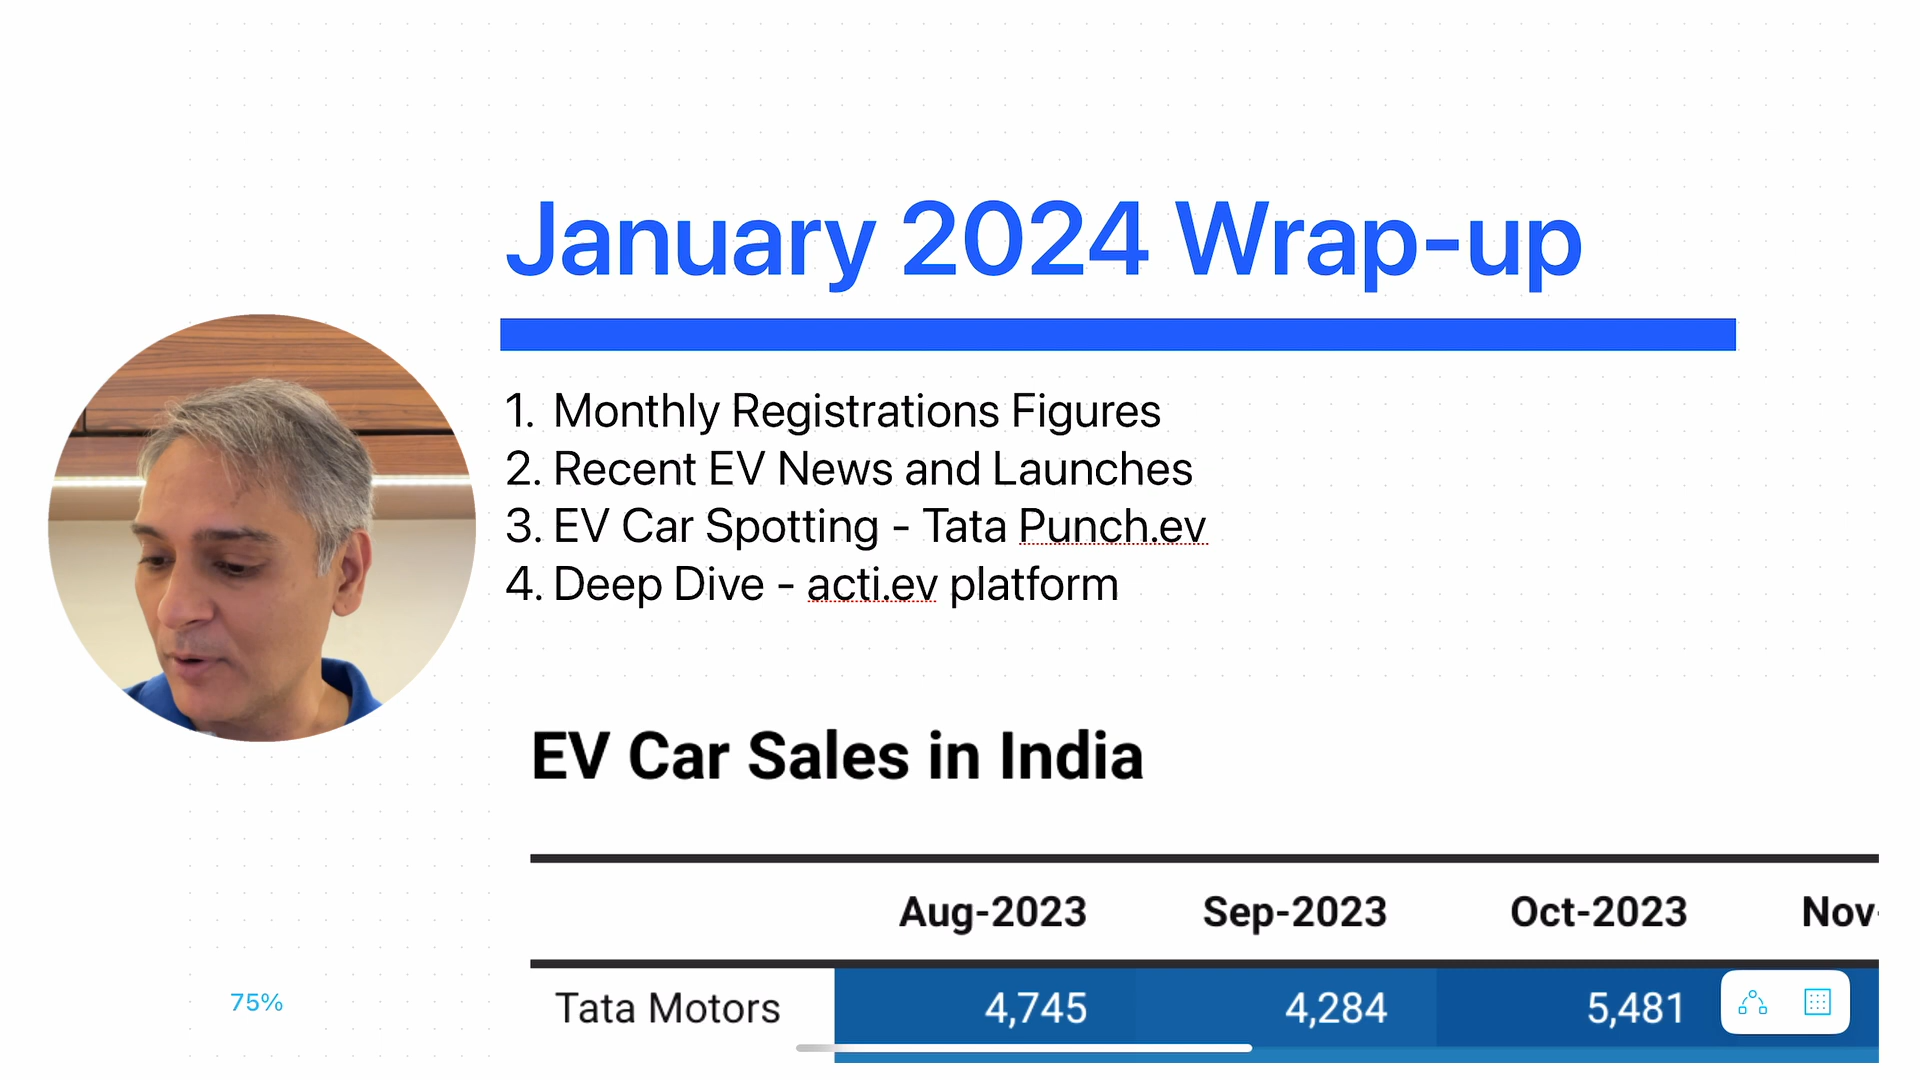 January 2024 Wrap-up
1. Monthly Registrations Figures
2. Recent EV News and Launches
3. EV Car Spotting - Tata Punch.ev
4. Deep Dive - acti.ev platform
EV Car Sales in India
Aug-2023 Sep-2023 Oct-2023 Nov-
Tata Motors 4,745 4,284 5,481
75%